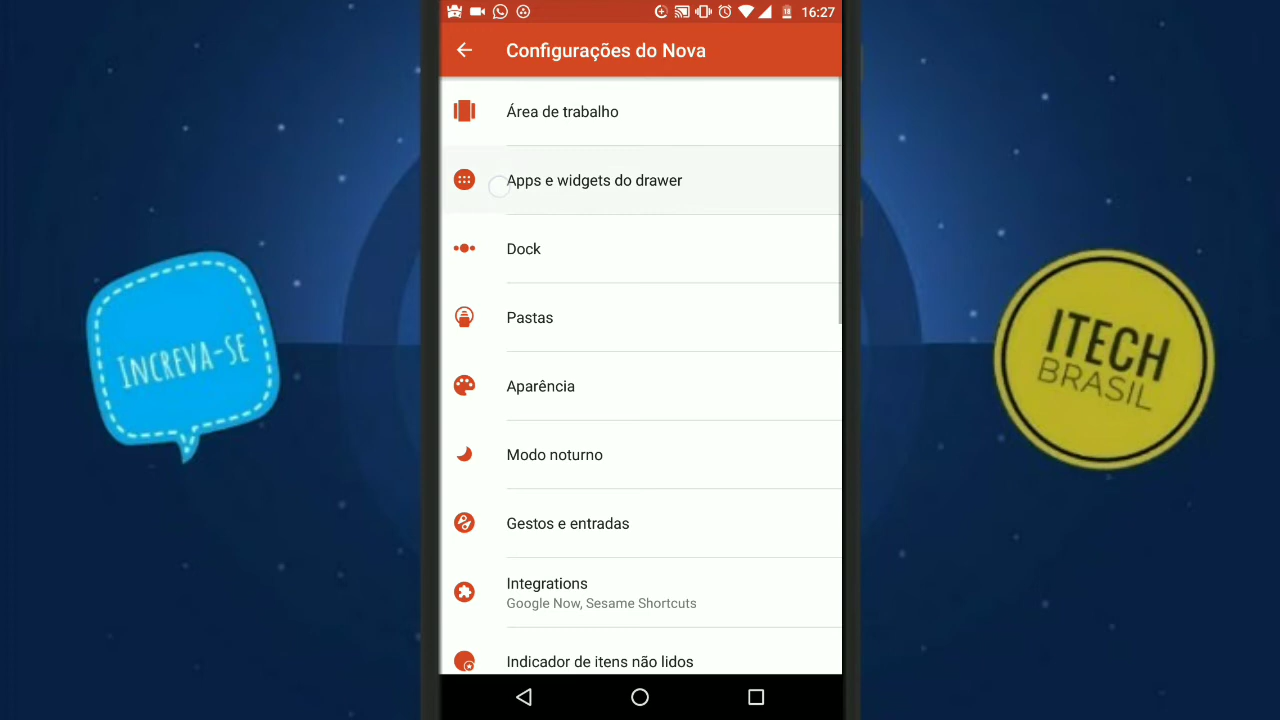 18
16:27
Configurações do Nova
Área de trabalho
Apps e widgets do drawer
Dock
Pastas
Aparência
Modo noturno
Gestos e entradas
Integrations
Google Now, Sesame Shortcuts
Indicador de itens não lidos
INCREVA-SE
ITECH
BRASIL